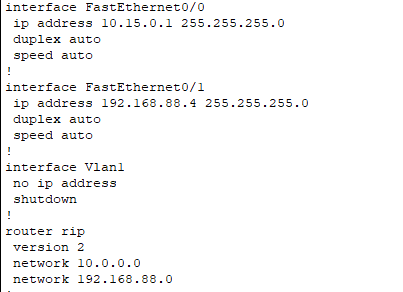 interface FastEthernet0/0
 ip address 10.15.0.1 255.255.255.0
 duplex auto
 speed auto
!
interface FastEthernet0/1
 ip address 192.168.88.4 255.255.255.0
 duplex auto
 speed auto
!
interface Vlan1
 no ip address
 shutdown
!
router rip
 version 2
 network 10.0.0.0
 network 192.168.88.0